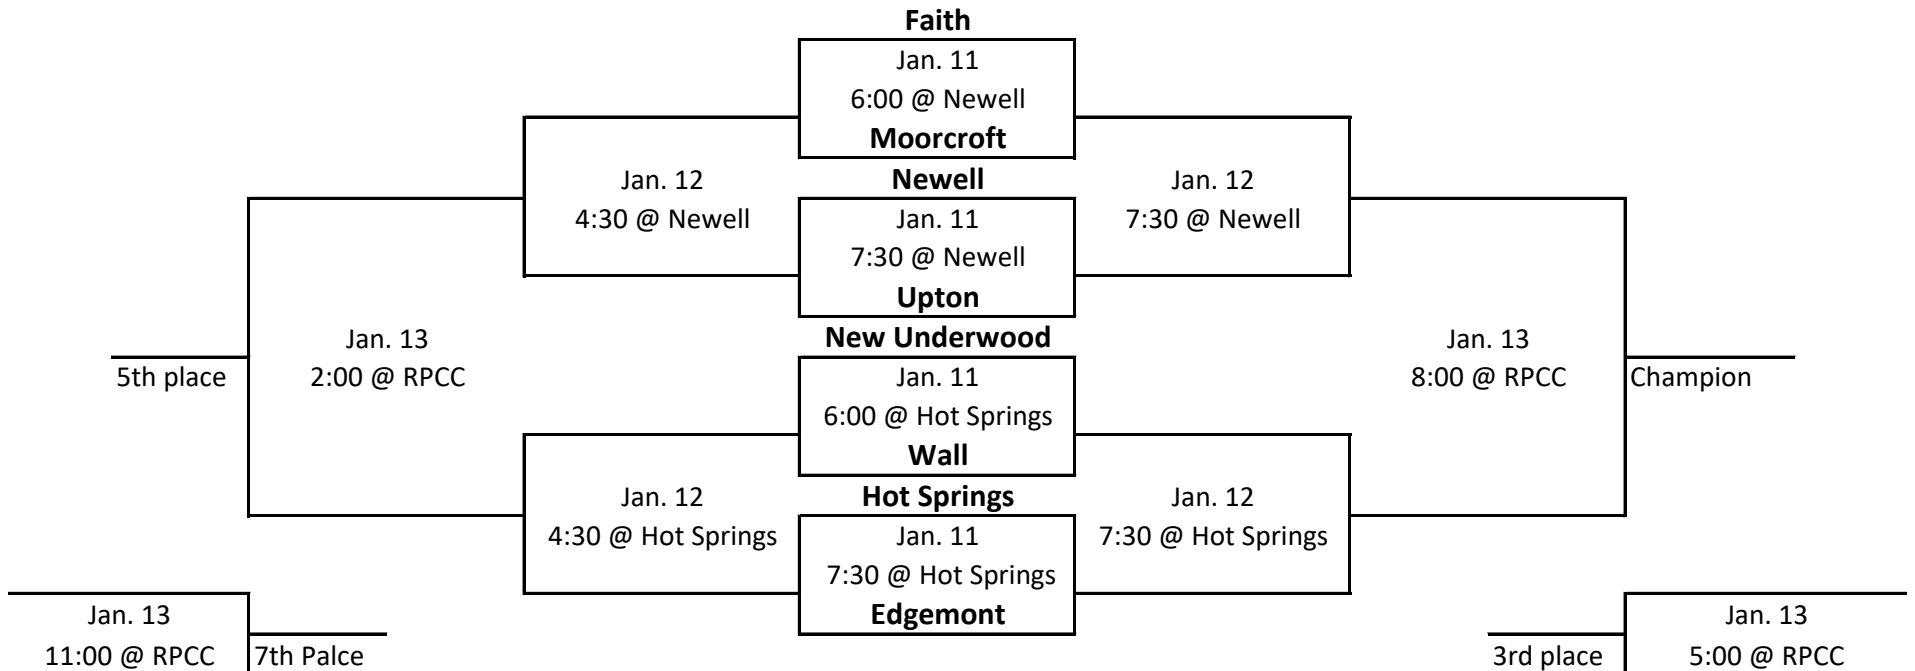 Faith
Jan. 11
6:00 @ Newell
Moorcroft
Jan. 12
4:30 @ Newell
Newell
Jan. 11
7:30 @ Newell
Upton
Jan. 12
7:30 @ Newell
Jan. 13
2:00 @ RPCC
5th place
New Underwood
Jan. 11
6:00 @ Hot Springs
Wall
Jan. 13
8:00 @ RPCC
Champion
Jan. 12
4:30 @ Hot Springs
Hot Springs
Jan. 11
7:30 @ Hot Springs
Edgemont
Jan. 12
7:30 @ Hot Springs
Jan. 13
11:00 @ RPCC
7th Palce
3rd place
Jan. 13
5:00 @ RPCC